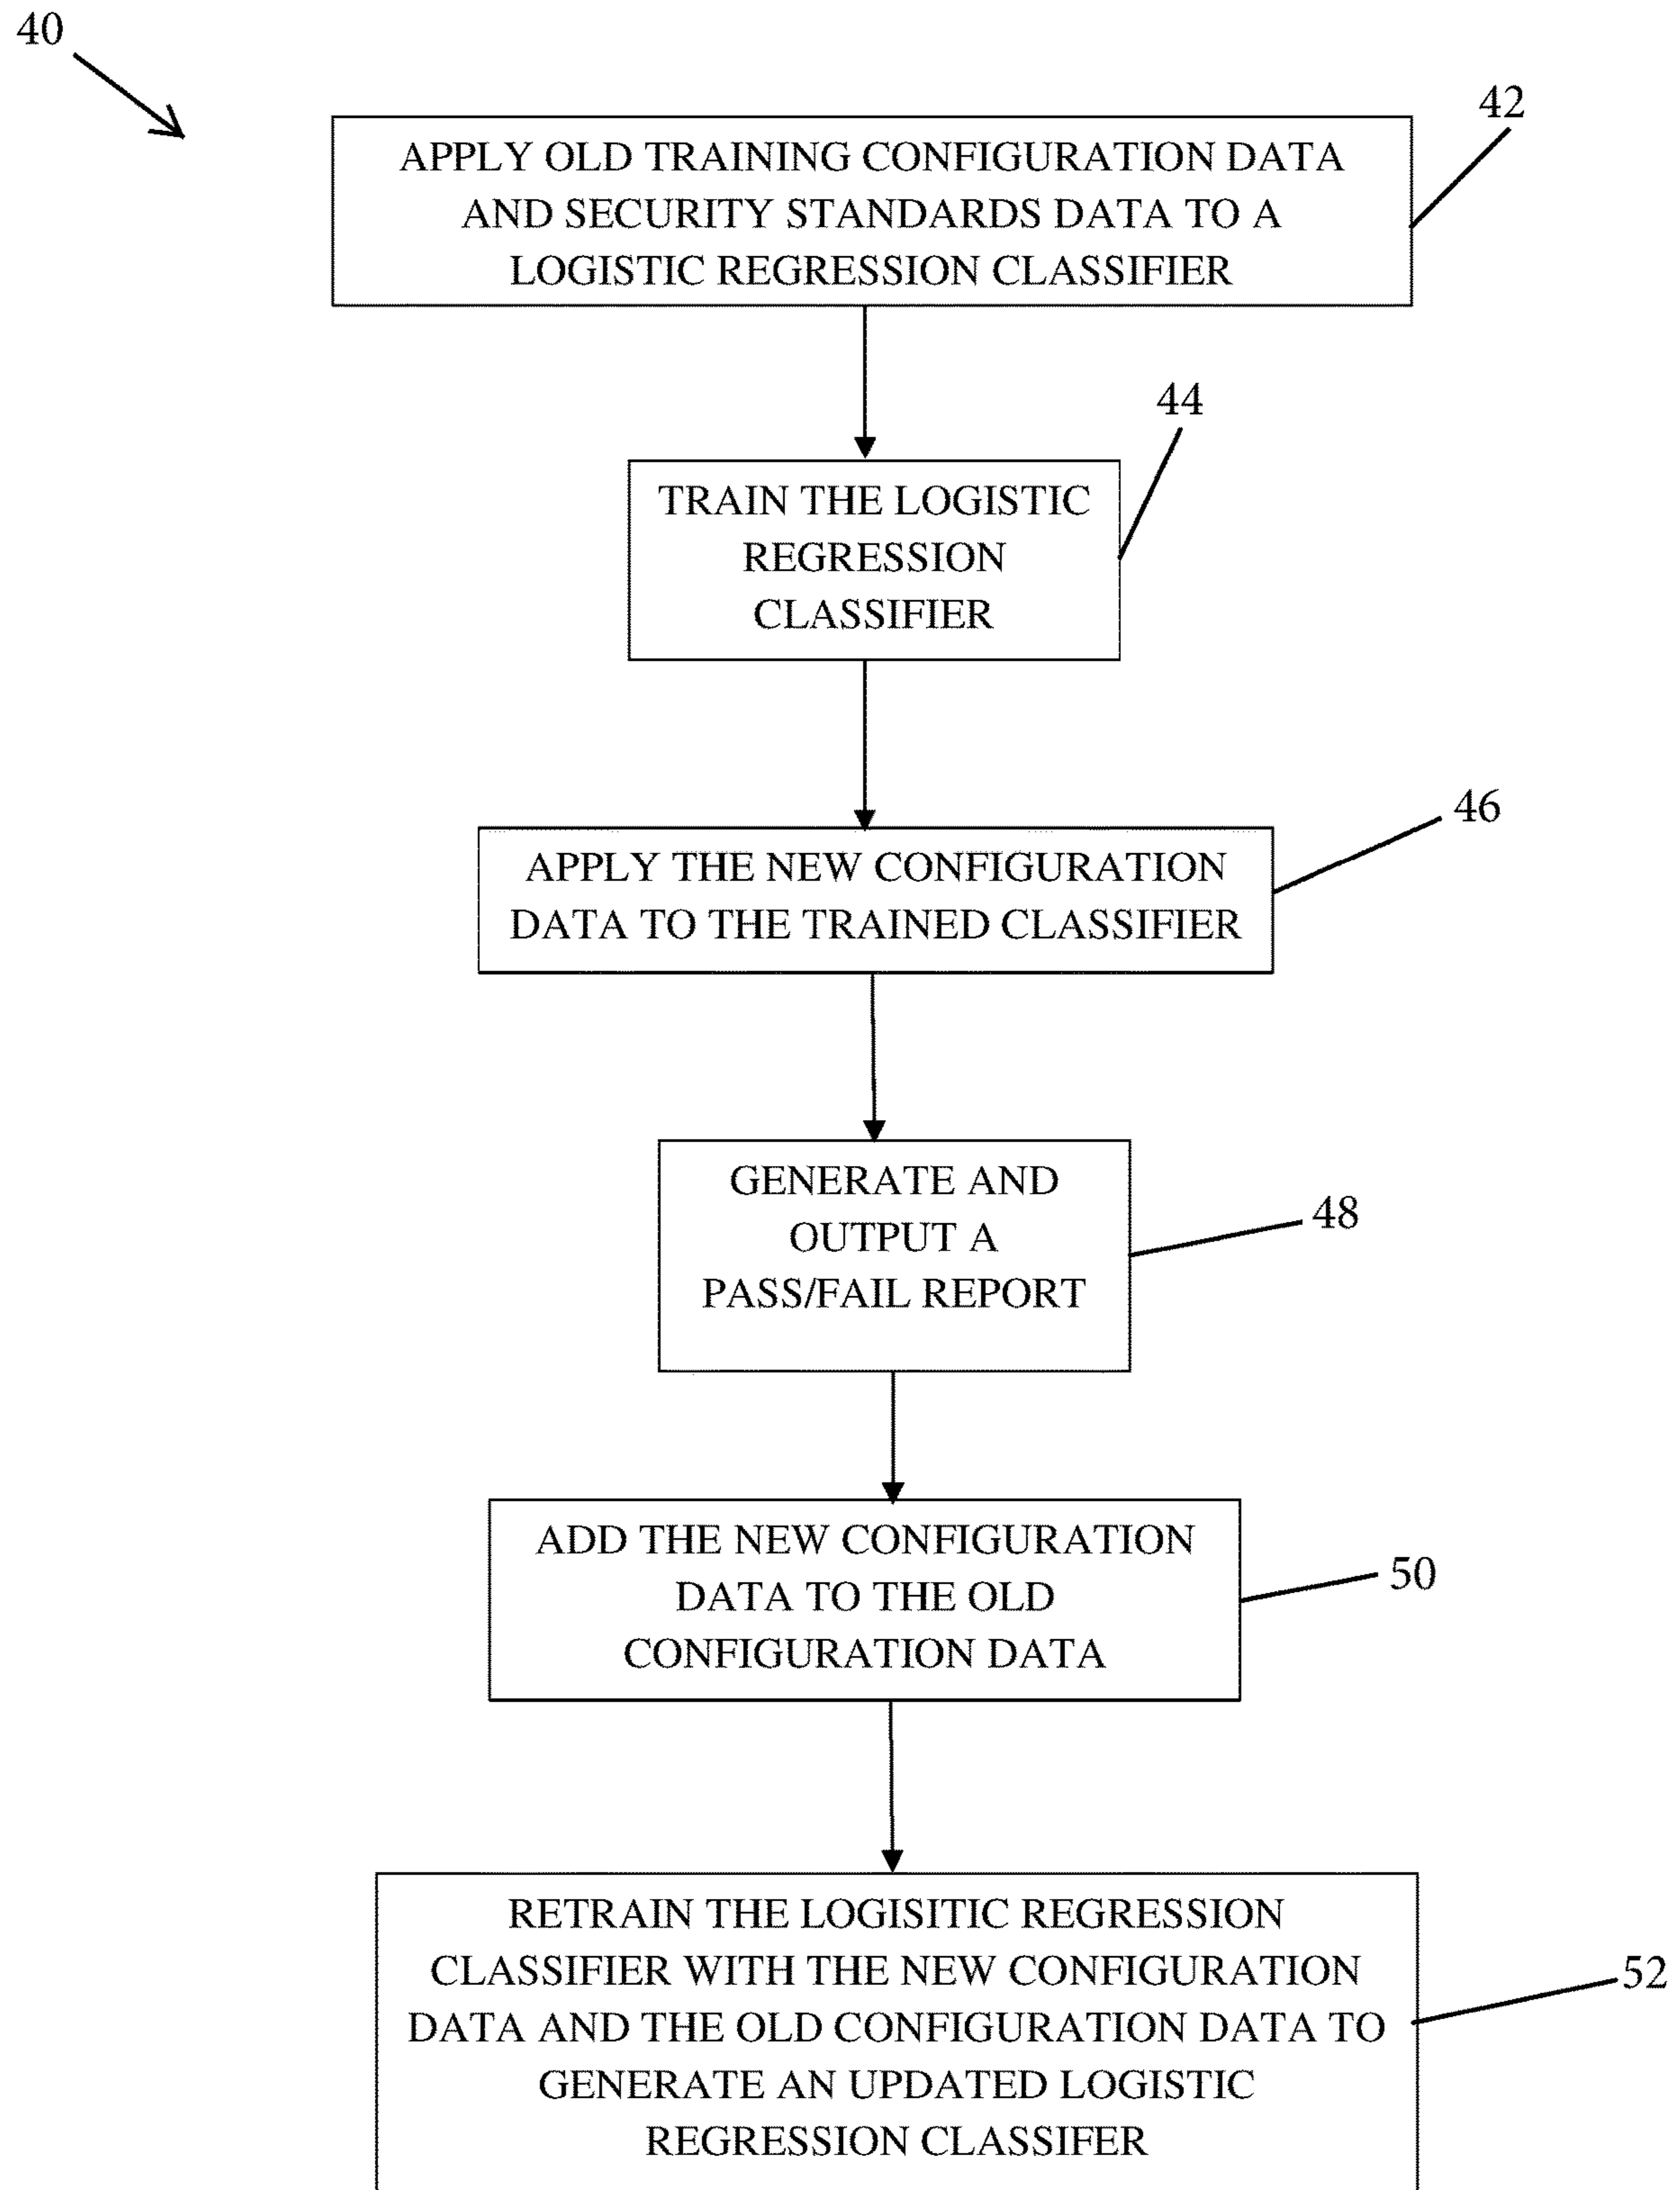 40
42
APPLY OLD TRAINING CONFIGURATION DATA
AND SECURITY STANDARDS DATA TO A
LOGISTIC REGRESSION CLASSIFIER
44
TRAIN THE LOGISTIC
REGRESSION
CLASSIFIER
46
APPLY THE NEW CONFIGURATION
DATA TO THE TRAINED CLASSIFIER
48
GENERATE AND
OUTPUT A
PASS/FAIL REPORT
50
ADD THE NEW CONFIGURATION
DATA TO THE OLD
CONFIGURATION DATA
52
RETRAIN THE LOGISITIC REGRESSION
CLASSIFIER WITH THE NEW CONFIGURATION
DATA AND THE OLD CONFIGURATION DATA TO
GENERATE AN UPDATED LOGISTIC
REGRESSION CLASSIFER